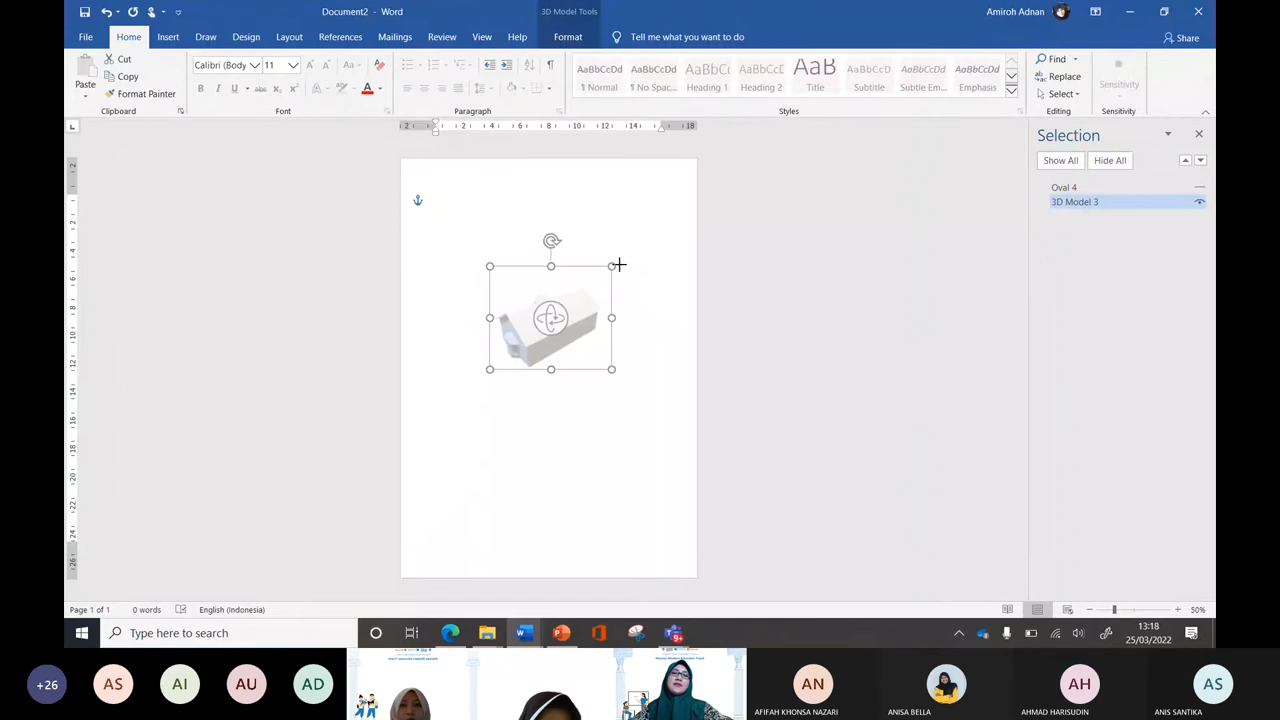 Document2 - Word
3D Model Tools
Amiroh Adnan
File
Home
Insert
Draw
Design
Layout
References
Mailings
Review
View
Help
Format
Tell me what you want to do
Share
Paste
Cut
Copy
Format Painter
Clipboard
Calibri (Body
11
Font
Paragraph
AaBbCcDd
¶ Normal
AaBbCcDd
¶ No Spac...
AaBbCc
Heading 1
AaBbCcC
Heading 2
AaB
Title
AaBbCcD
Subtitle
AaBbCcDd
Subtle Em...
AaBbCcDd
Emphasis
Styles
Find
Replace
Select
Editing
Sensitivity
Sensitivity
Selection
Show All
Hide All
Oval 4
3D Model 3
Page 1 of 1
0 words
English (Indonesia)
50%
Type here to search
13:18
25/03/2022
+26
AS
AI
AU
AD
AN
AFIFAH KHONSA NAZARI
ANISA BELLA
AH
AHMAD HARISUDIN
AS
ANIS SANTIKA